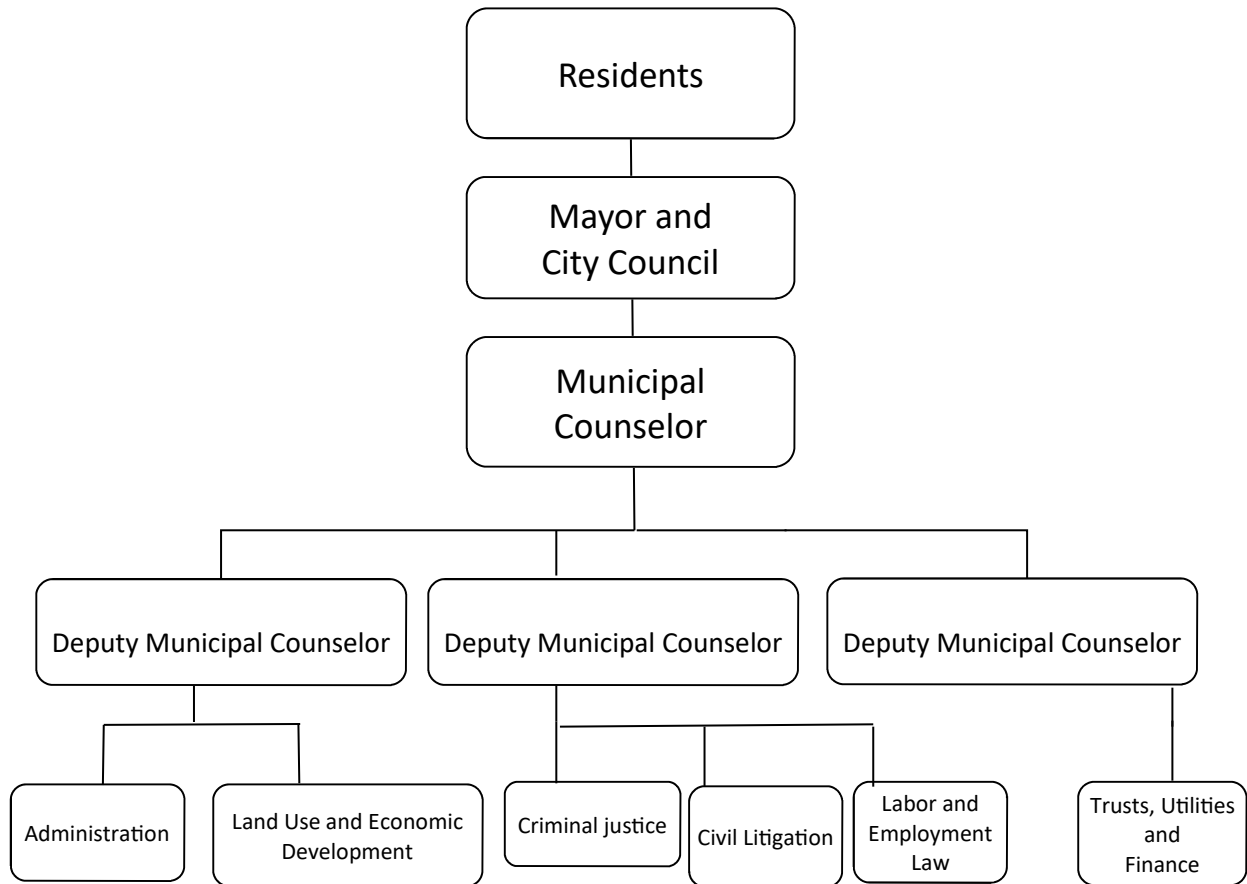 Residents
Mayor and
City Council
Municipal
Counselor
Deputy Municipal Counselor
Deputy Municipal Counselor
Deputy Municipal Counselor
Administration
Land Use and Economic
Development
Criminal justice
Civil Litigation
Labor and
Employment
Law
Trusts, Utilities
and
Finance